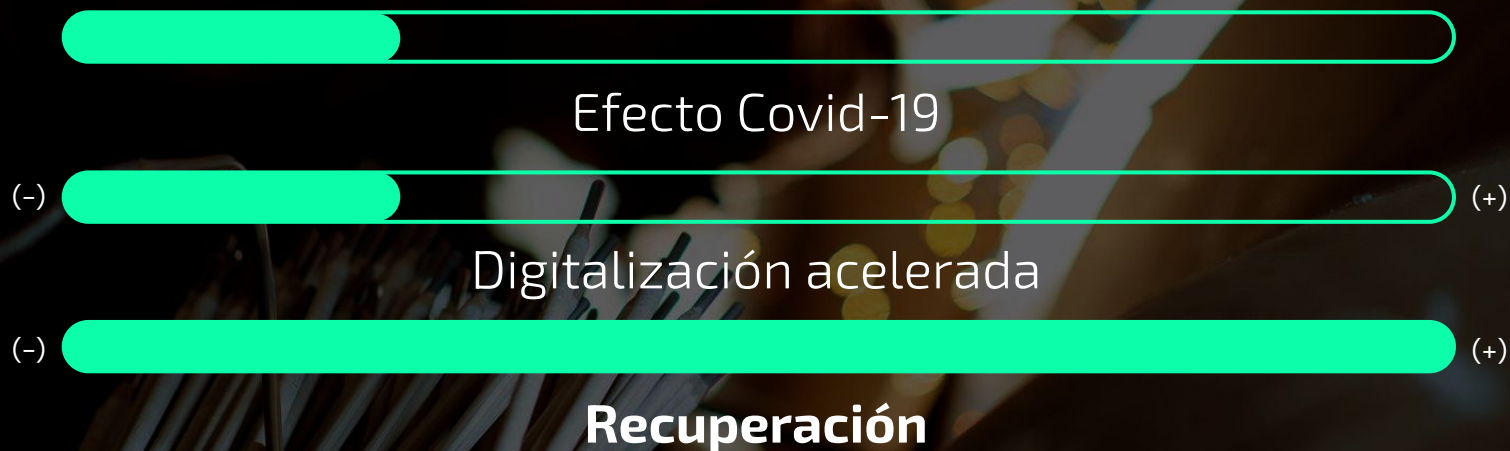 Efecto Covid-19
(-) (+)
Digitalización acelerada
(-) (+)
Recuperación